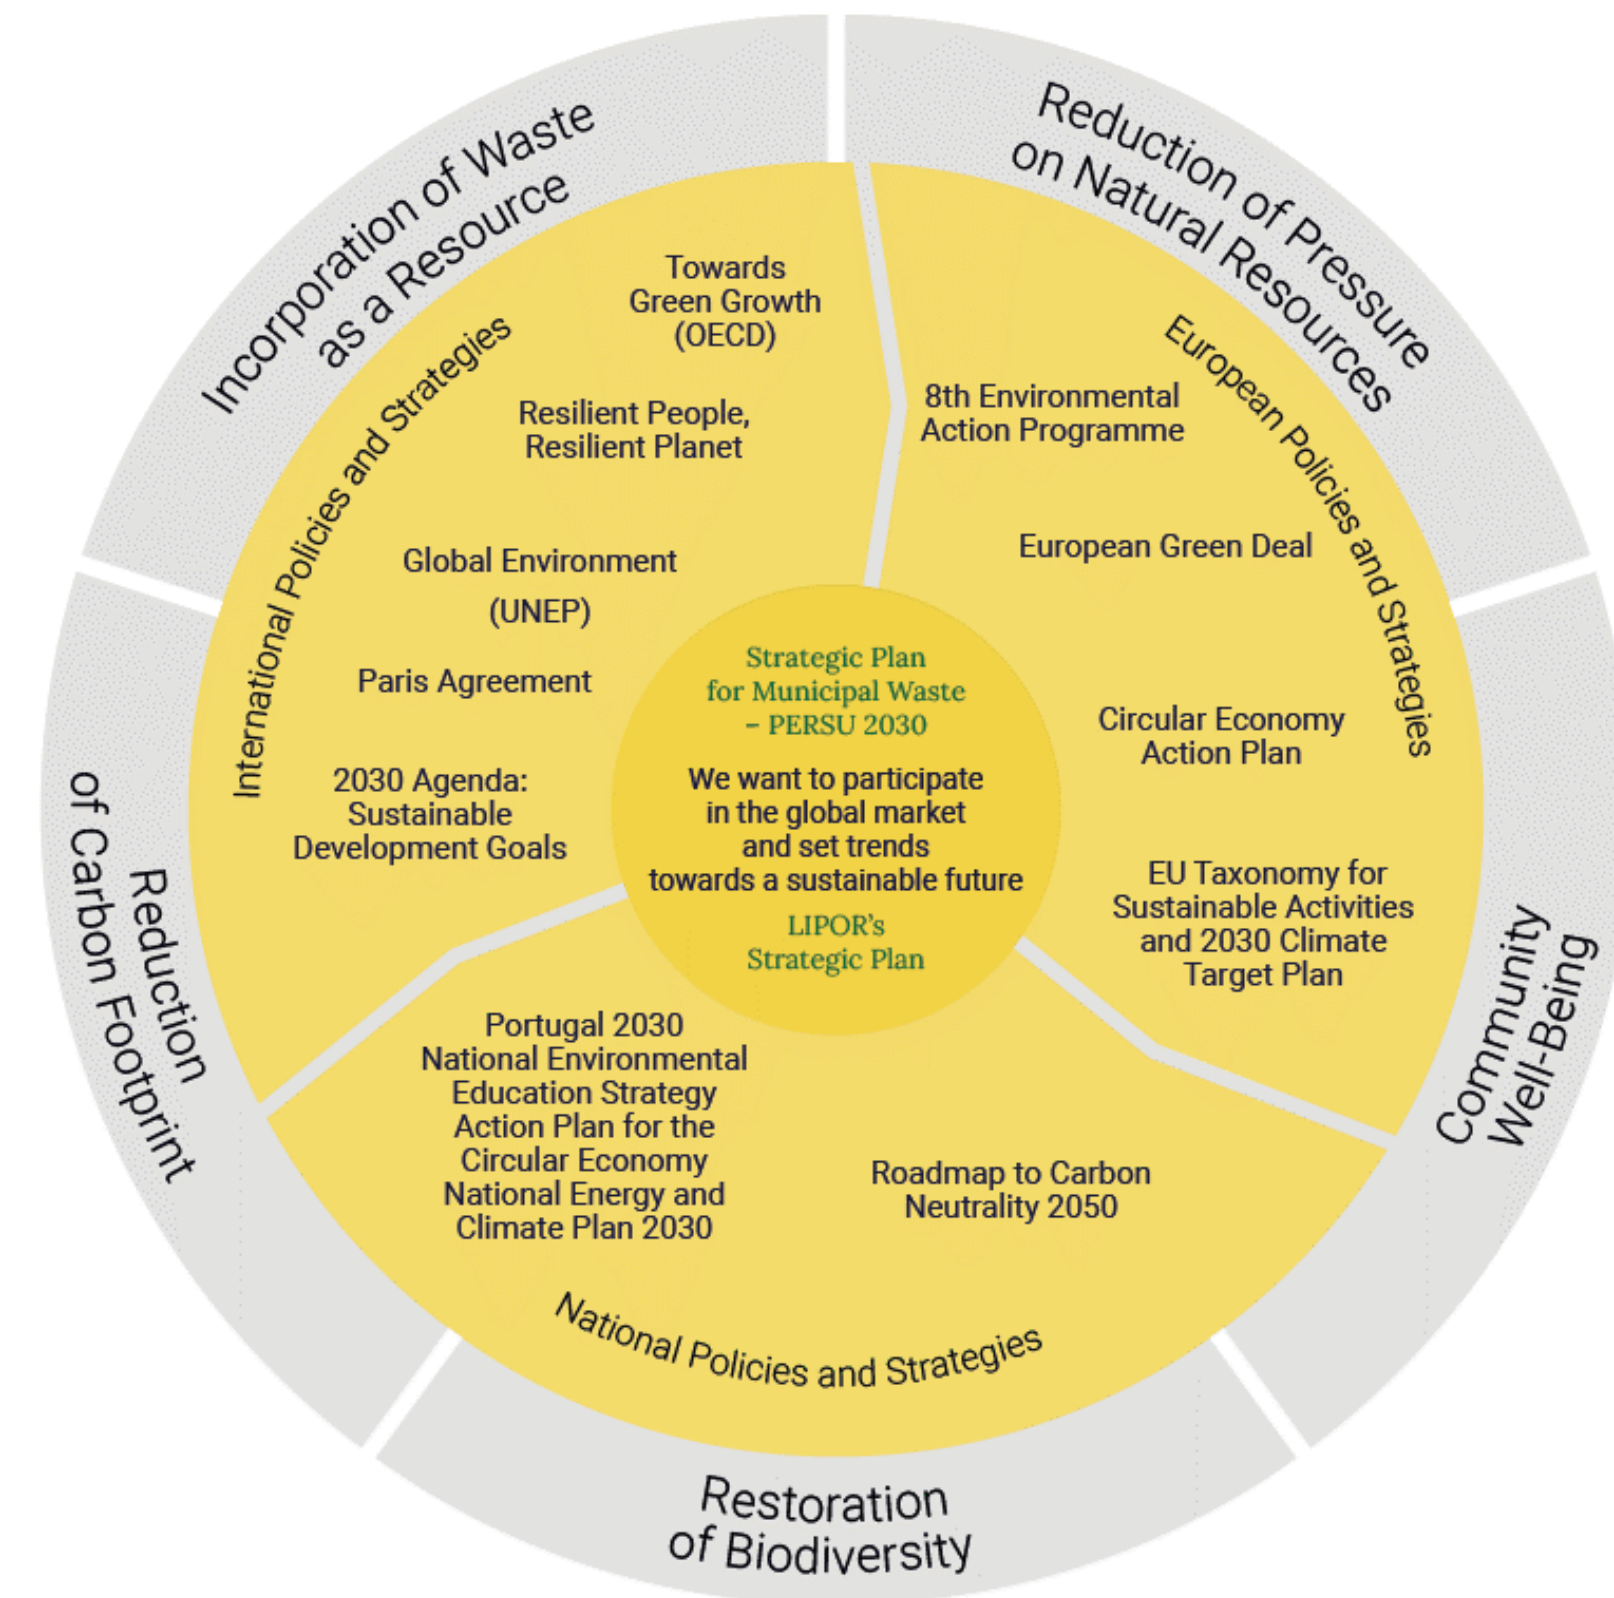 Incorporation of Waste
as a Resource
Reduction of Pressure
on Natural Resources
Community
Well-Being
Restoration
of Biodiversity
Reduction
of Carbon Footprint
International Policies and Strategies
Towards
Green Growth
(OECD)
Resilient People,
Resilient Planet
Global Environment
(UNEP)
Paris Agreement
2030 Agenda:
Sustainable
Development Goals
European Policies and Strategies
8th Environmental
Action Programme
European Green Deal
Circular Economy
Action Plan
EU Taxonomy for
Sustainable Activities
and 2030 Climate
Target Plan
Strategic Plan
for Municipal Waste
– PERSU 2030
We want to participate
in the global market
and set trends
towards a sustainable future
LIPOR’s
Strategic Plan
Portugal 2030
National Environmental
Education Strategy
Action Plan for the
Circular Economy
National Energy and
Climate Plan 2030
Roadmap to Carbon
Neutrality 2050
National Policies and Strategies